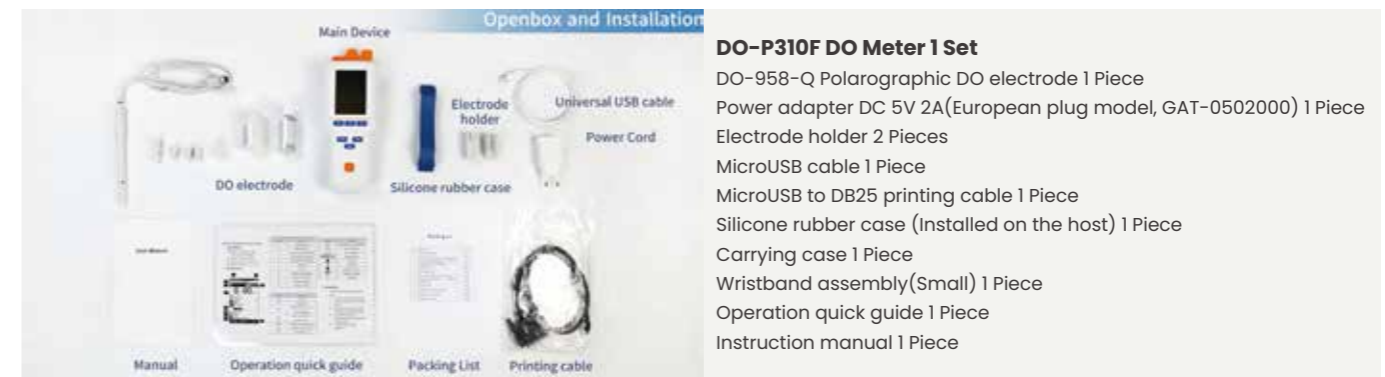 Openbox and Installation
Main Device
Electrode
holder
Universal USB cable
Power Cord
DO electrode
Silicone rubber case
Manual
Operation quick guide
Packing List
Printing cable
DO-P310F DO Meter 1 Set
DO-958-Q Polarographic DO electrode 1 Piece
Power adapter DC 5V 2A(European plug model, GAT-0502000) 1 Piece
Electrode holder 2 Pieces
MicroUSB cable 1 Piece
MicroUSB to DB25 printing cable 1 Piece
Silicone rubber case (Installed on the host) 1 Piece
Carrying case 1 Piece
Wristband assembly(Small) 1 Piece
Operation quick guide 1 Piece
Instruction manual 1 Piece